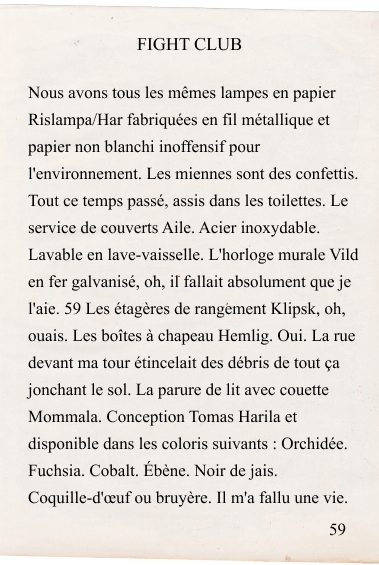 FIGHT CLUB
Nous avons tous les mêmes lampes en papier
Rislampa/Har fabriquées en fil métallique et
papier non blanchi inoffensif pour
l'environnement. Les miennes sont des confettis.
Tout ce temps passé, assis dans les toilettes. Le
service de couverts Aile. Acier inoxydable.
Lavable en lave-vaisselle. L'horloge murale Vild
en fer galvanisé, oh, il fallait absolument que je
l'aie. 59 Les étagères de rangement Klipsk, oh,
ouais. Les boîtes à chapeau Hemlig. Oui. La rue
devant ma tour étincelait des débris de tout ça
jonchant le sol. La parure de lit avec couette
Mommala. Conception Tomas Harila et
disponible dans les coloris suivants : Orchidée.
Fuchsia. Cobalt. Ébène. Noir de jais.
Coquille-d'œuf ou bruyère. Il m'a fallu une vie.
59